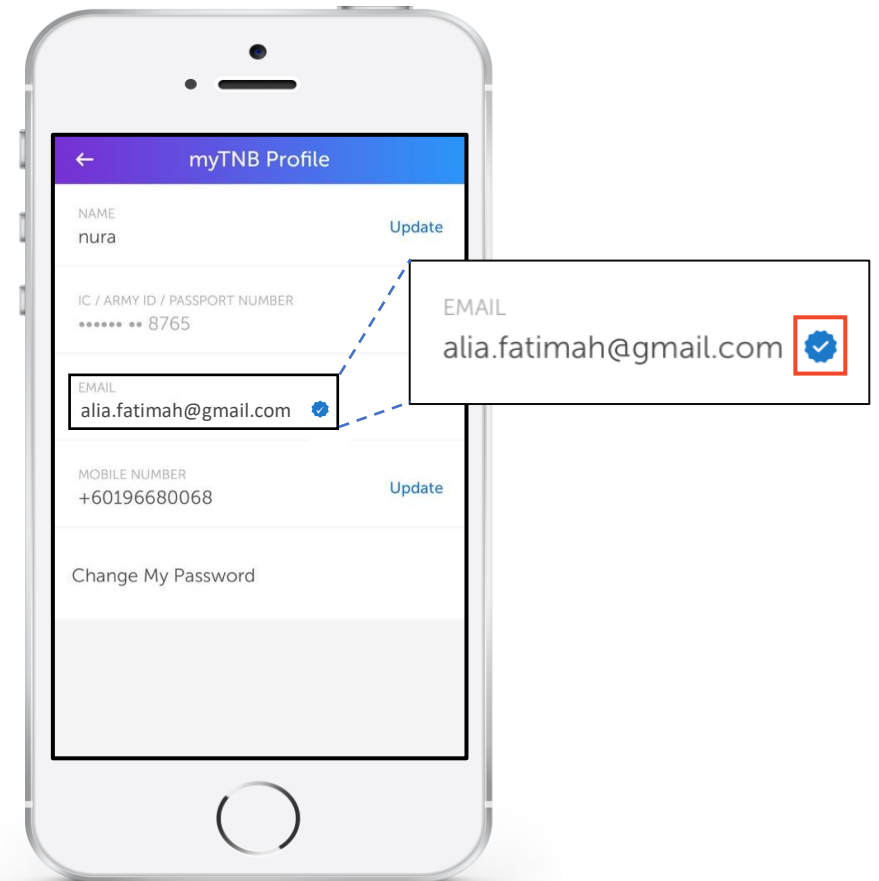 myTNB Profile
NAME
nura
Update
IC / ARMY ID / PASSPORT NUMBER
•••••• •• 8765
EMAIL
alia.fatimah@gmail.com
MOBILE NUMBER
+60196680068
Update
Change My Password
EMAIL
alia.fatimah@gmail.com